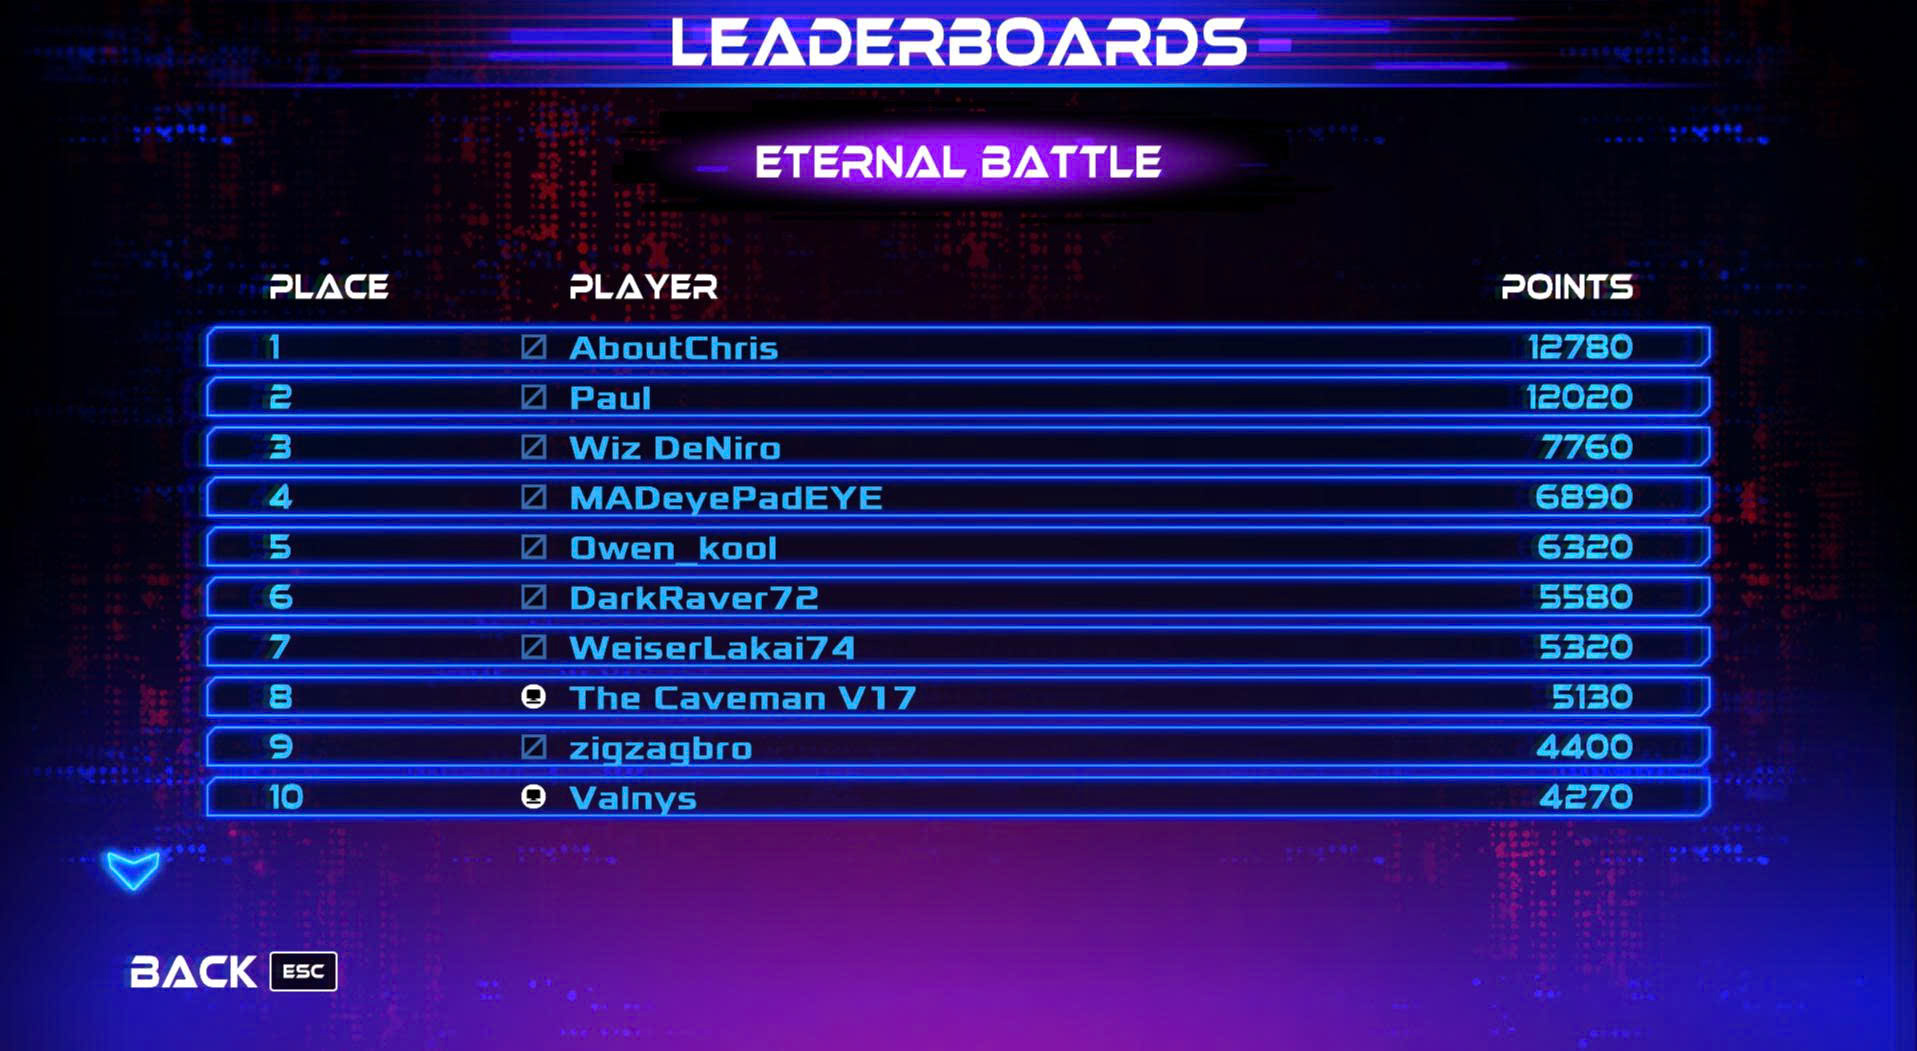 LEADERBOARDS
ETERNAL BATTLE
PLACE PLAYER POINTS
1 AboutChris 12780
2 Paul 12020
3 Wiz DeNiro 7760
4 MADeyePadEYE 6890
5 Owen_kool 6320
6 DarkRaver72 5580
7 WeiserLakai74 5320
8 The Caveman V17 5130
9 zigzagbro 4400
10 Valnys 4270
BACK ESC